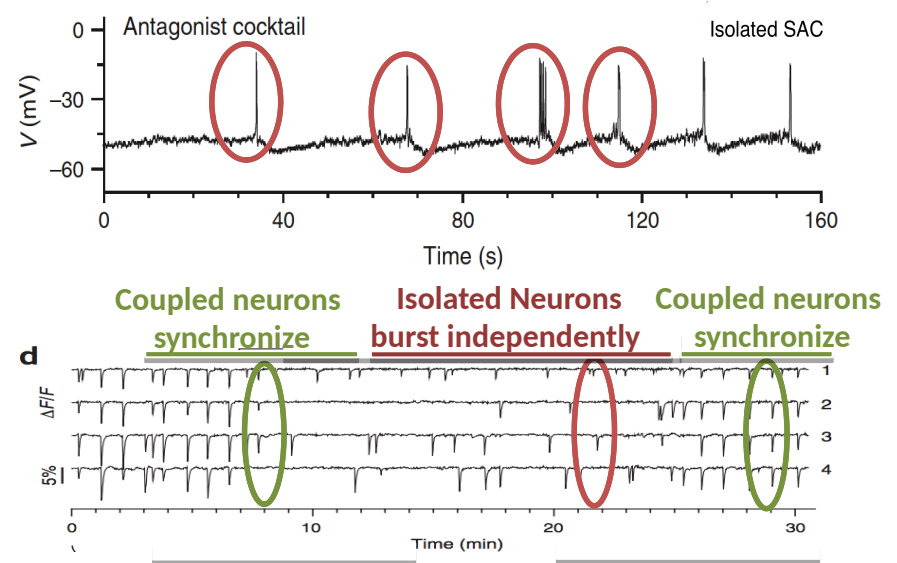 Antagonist cocktail
Isolated SAC
V (mV)
0
−30
−60
0 40 80 120 160
Time (s)
Coupled neurons
synchronize
Isolated Neurons
burst independently
Coupled neurons
synchronize
d
ΔF/F
5%
1
2
3
4
0 10 20 30
Time (min)